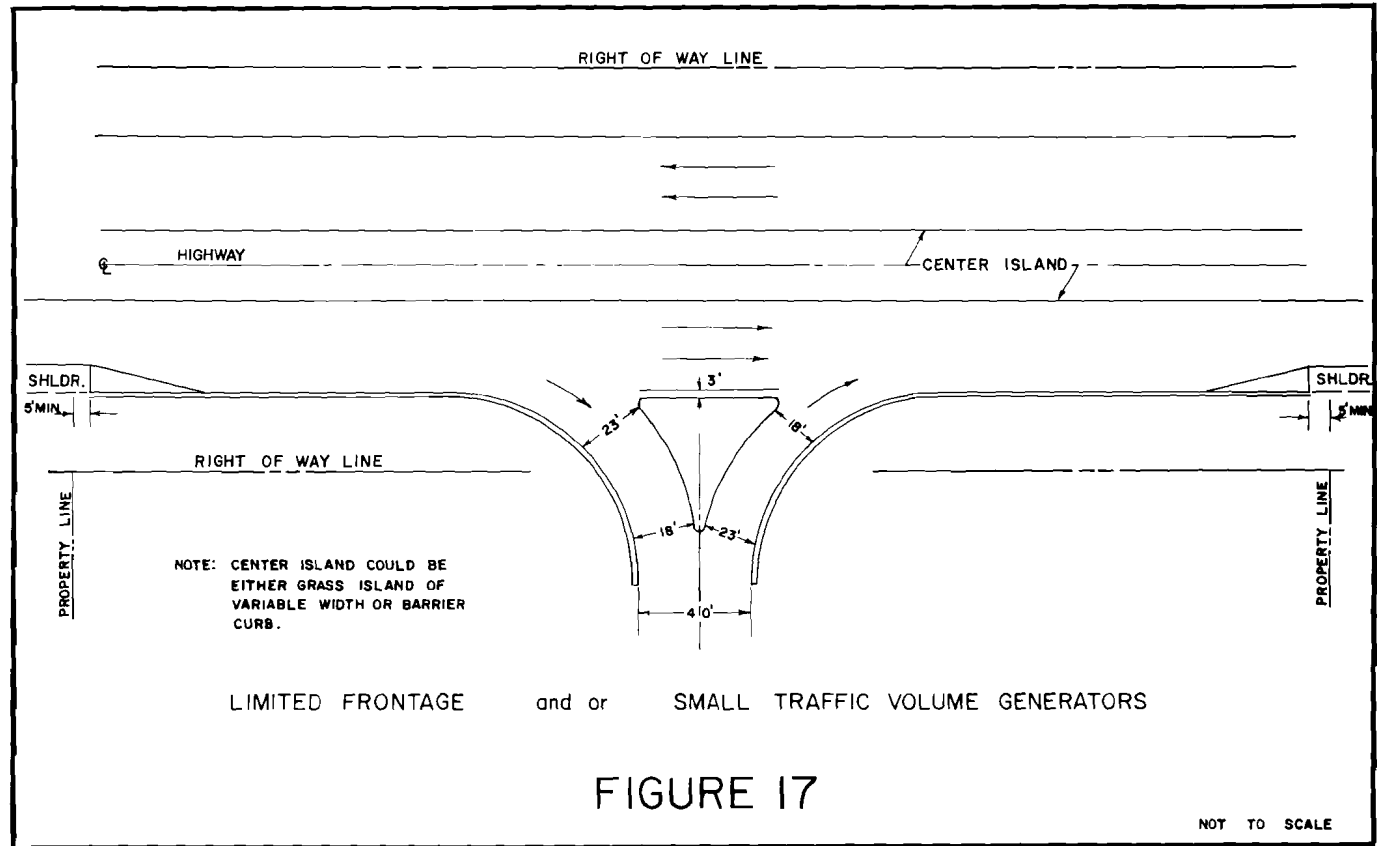 RIGHT OF WAY LINE
HIGHWAY
℄
CENTER ISLAND
SHLDR.
3'
SHLDR.
5'MIN.
5'MIN
23'
18'
RIGHT OF WAY LINE
18'
23'
PROPERTY LINE
PROPERTY LINE
NOTE: CENTER ISLAND COULD BE
EITHER GRASS ISLAND OF
VARIABLE WIDTH OR BARRIER
CURB.
40'
LIMITED FRONTAGE and or SMALL TRAFFIC VOLUME GENERATORS
FIGURE 17
NOT TO SCALE